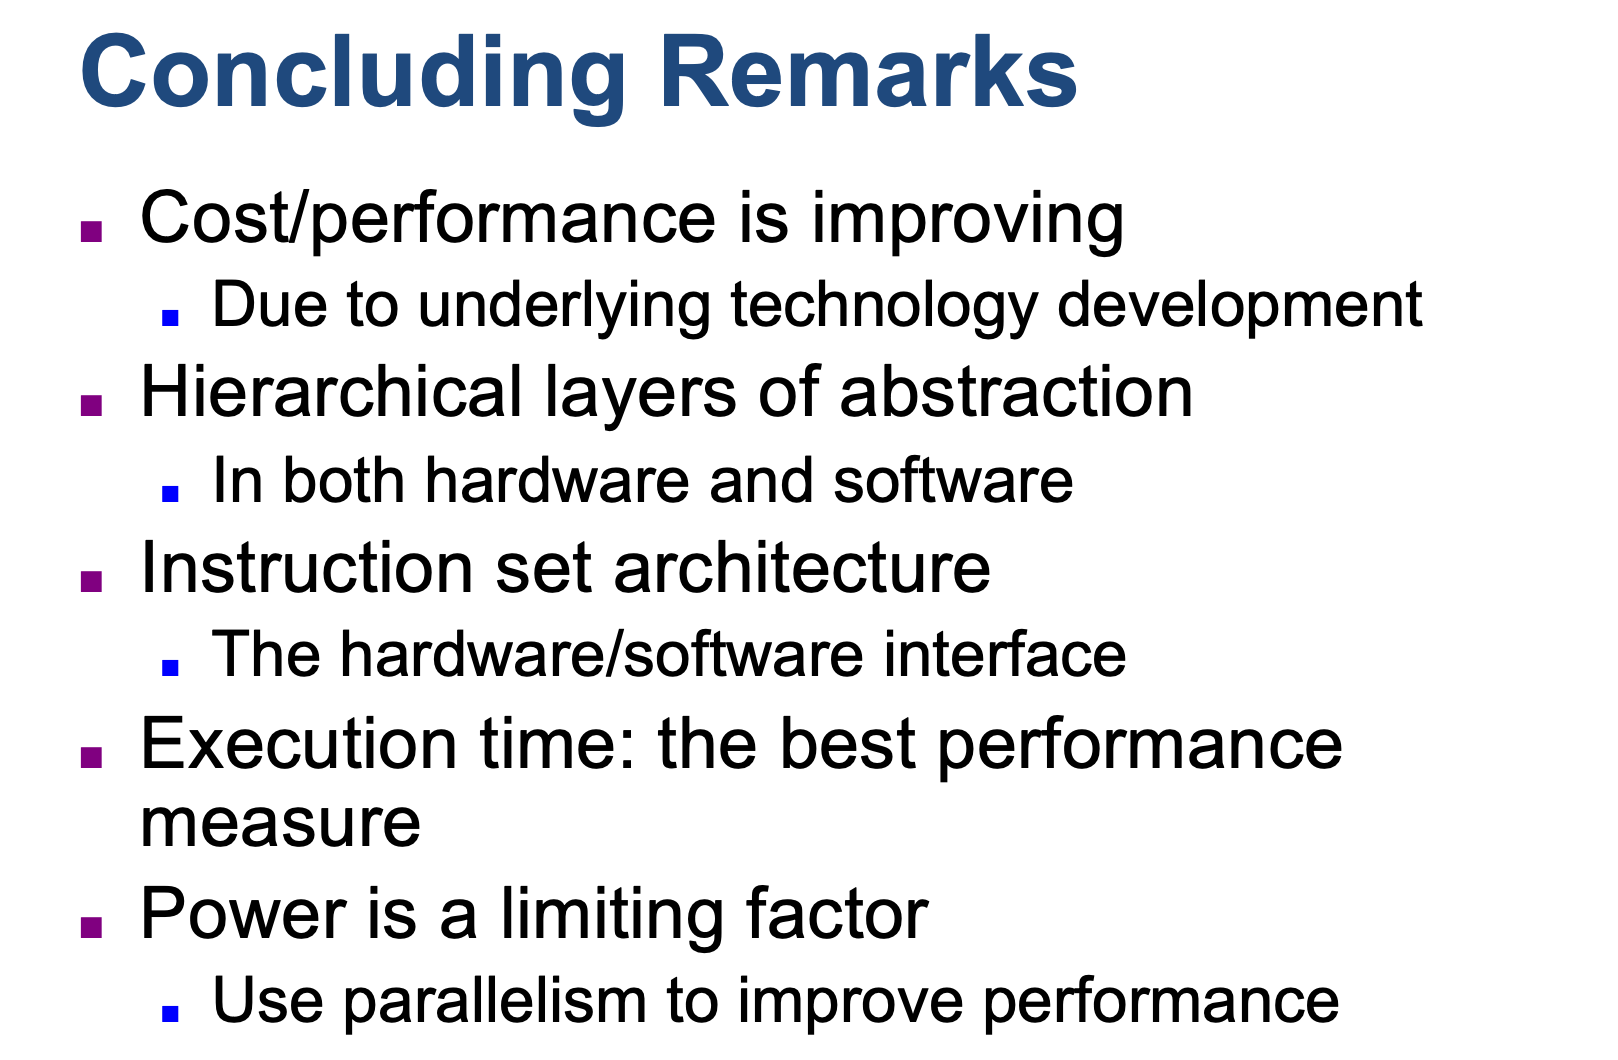 Concluding Remarks
Cost/performance is improving
Due to underlying technology development
Hierarchical layers of abstraction
In both hardware and software
Instruction set architecture
The hardware/software interface
Execution time: the best performance
measure
Power is a limiting factor
Use parallelism to improve performance